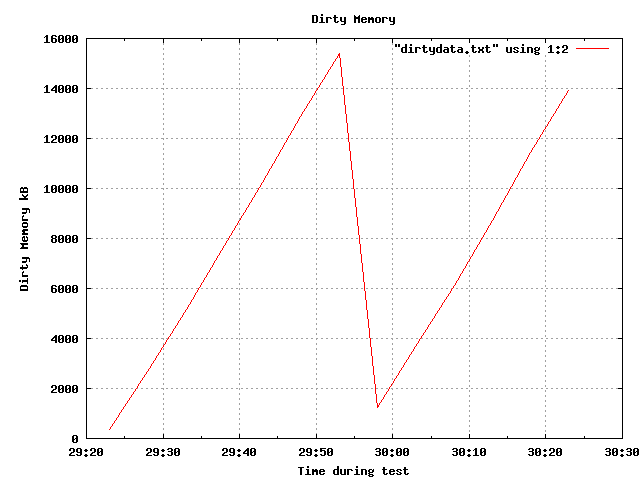 Dirty Memory
"dirtydata.txt" using 1:2
16000
14000
12000
10000
8000
6000
4000
2000
0
Dirty Memory kB
29:20 29:30 29:40 29:50 30:00 30:10 30:20 30:30
Time during test